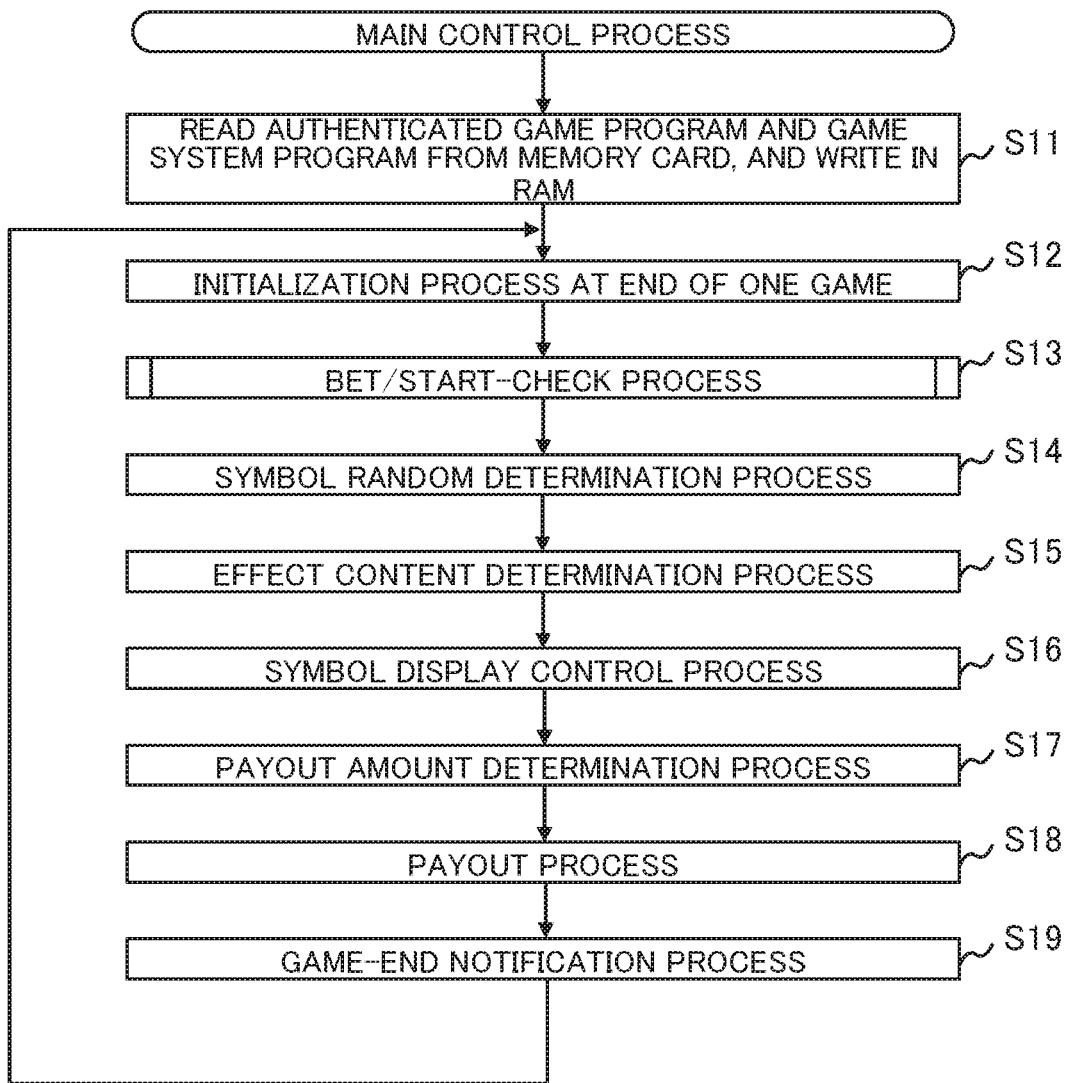 MAIN CONTROL PROCESS
READ AUTHENTICATED GAME PROGRAM AND GAME
SYSTEM PROGRAM FROM MEMORY CARD, AND WRITE IN
RAM
S11
INITIALIZATION PROCESS AT END OF ONE GAME
S12
BET/START-CHECK PROCESS
S13
SYMBOL RANDOM DETERMINATION PROCESS
S14
EFFECT CONTENT DETERMINATION PROCESS
S15
SYMBOL DISPLAY CONTROL PROCESS
S16
PAYOUT AMOUNT DETERMINATION PROCESS
S17
PAYOUT PROCESS
S18
GAME-END NOTIFICATION PROCESS
S19